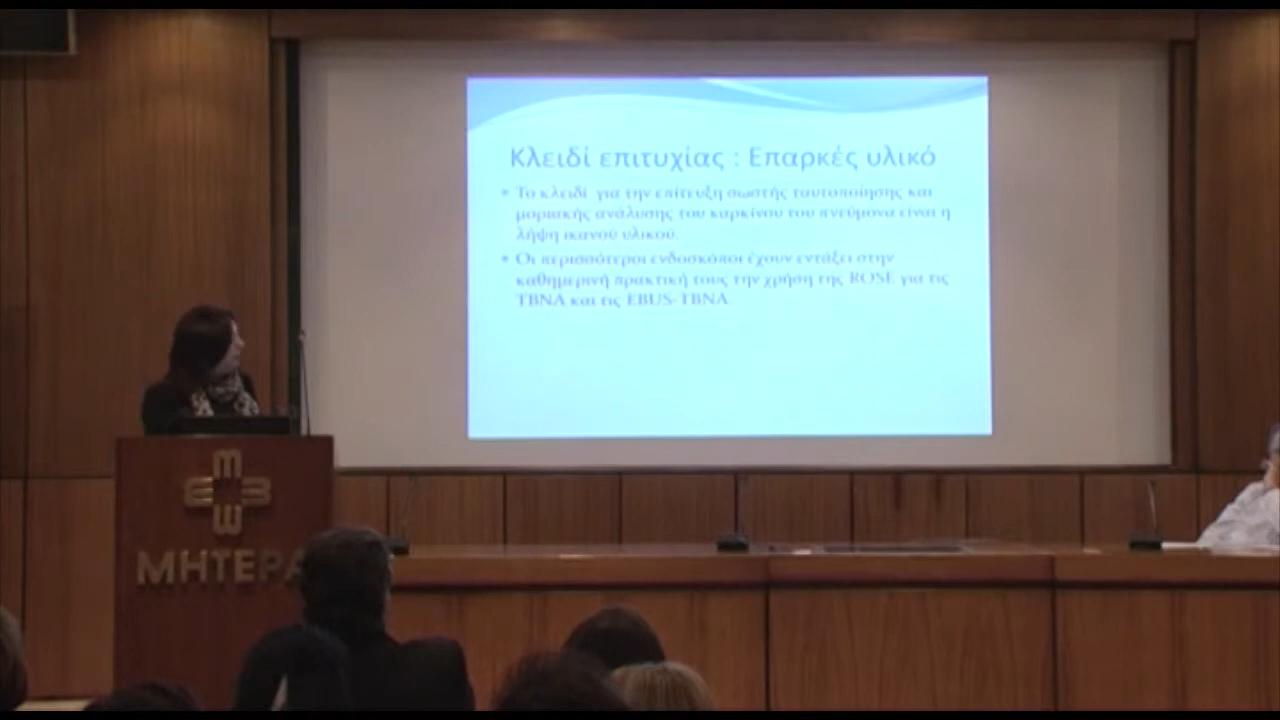 Κλειδί επιτυχίας : Επαρκές υλικό
• Το κλειδί για την επίτευξη σωστής ταυτοποίησης και
μοριακής ανάλυσης του καρκίνου του πνεύμονα είναι η
λήψη ικανού υλικού.
• Οι περισσότεροι ενδοσκόποι έχουν εντάξει στην
καθημερινή πρακτική τους την χρήση της ROSE για τις
TBNA και τις EBUS-TBNA
ΜΗΤΕΡΑ